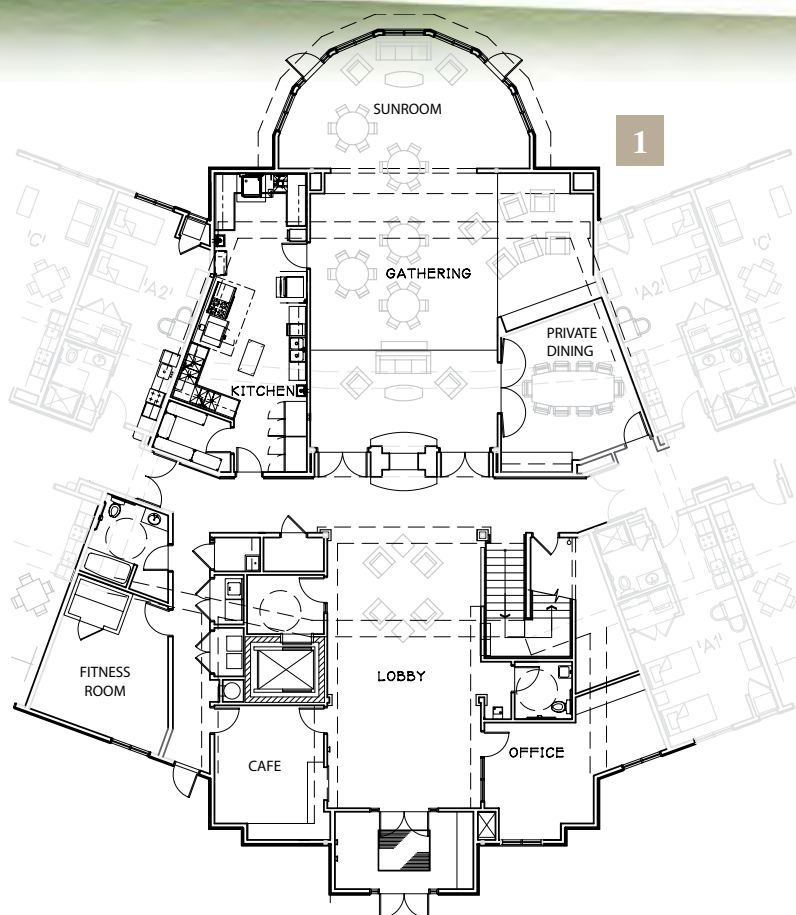 SUNROOM
1
'C'
'A2'
GATHERING
'A2'
'C'
PRIVATE
DINING
KITCHEN
FITNESS
ROOM
LOBBY
'A1'
OFFICE
CAFE